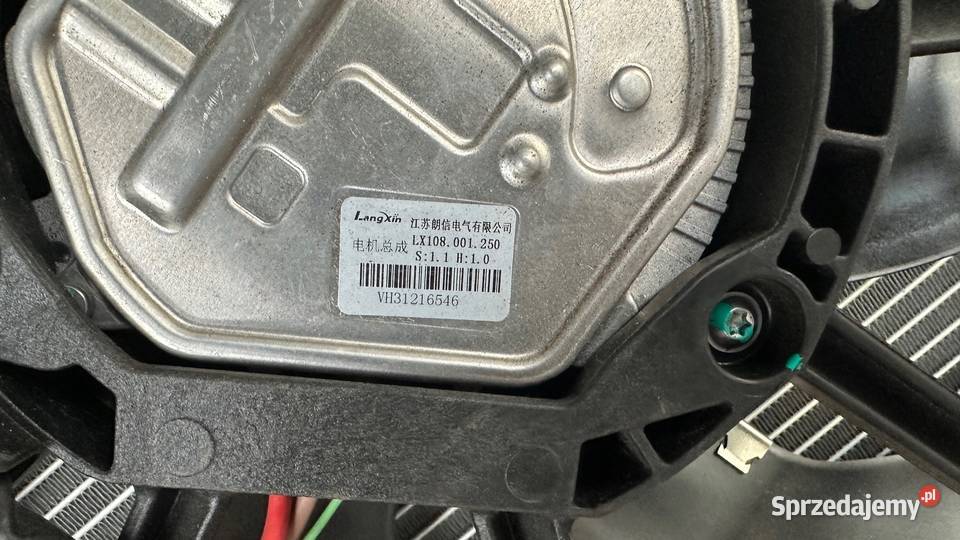 LangXin 江苏朗信电气有限公司
电机总成 LX108.001.250
S:1.1 H:1.0
VH31216546
Sprzedajemy.pl